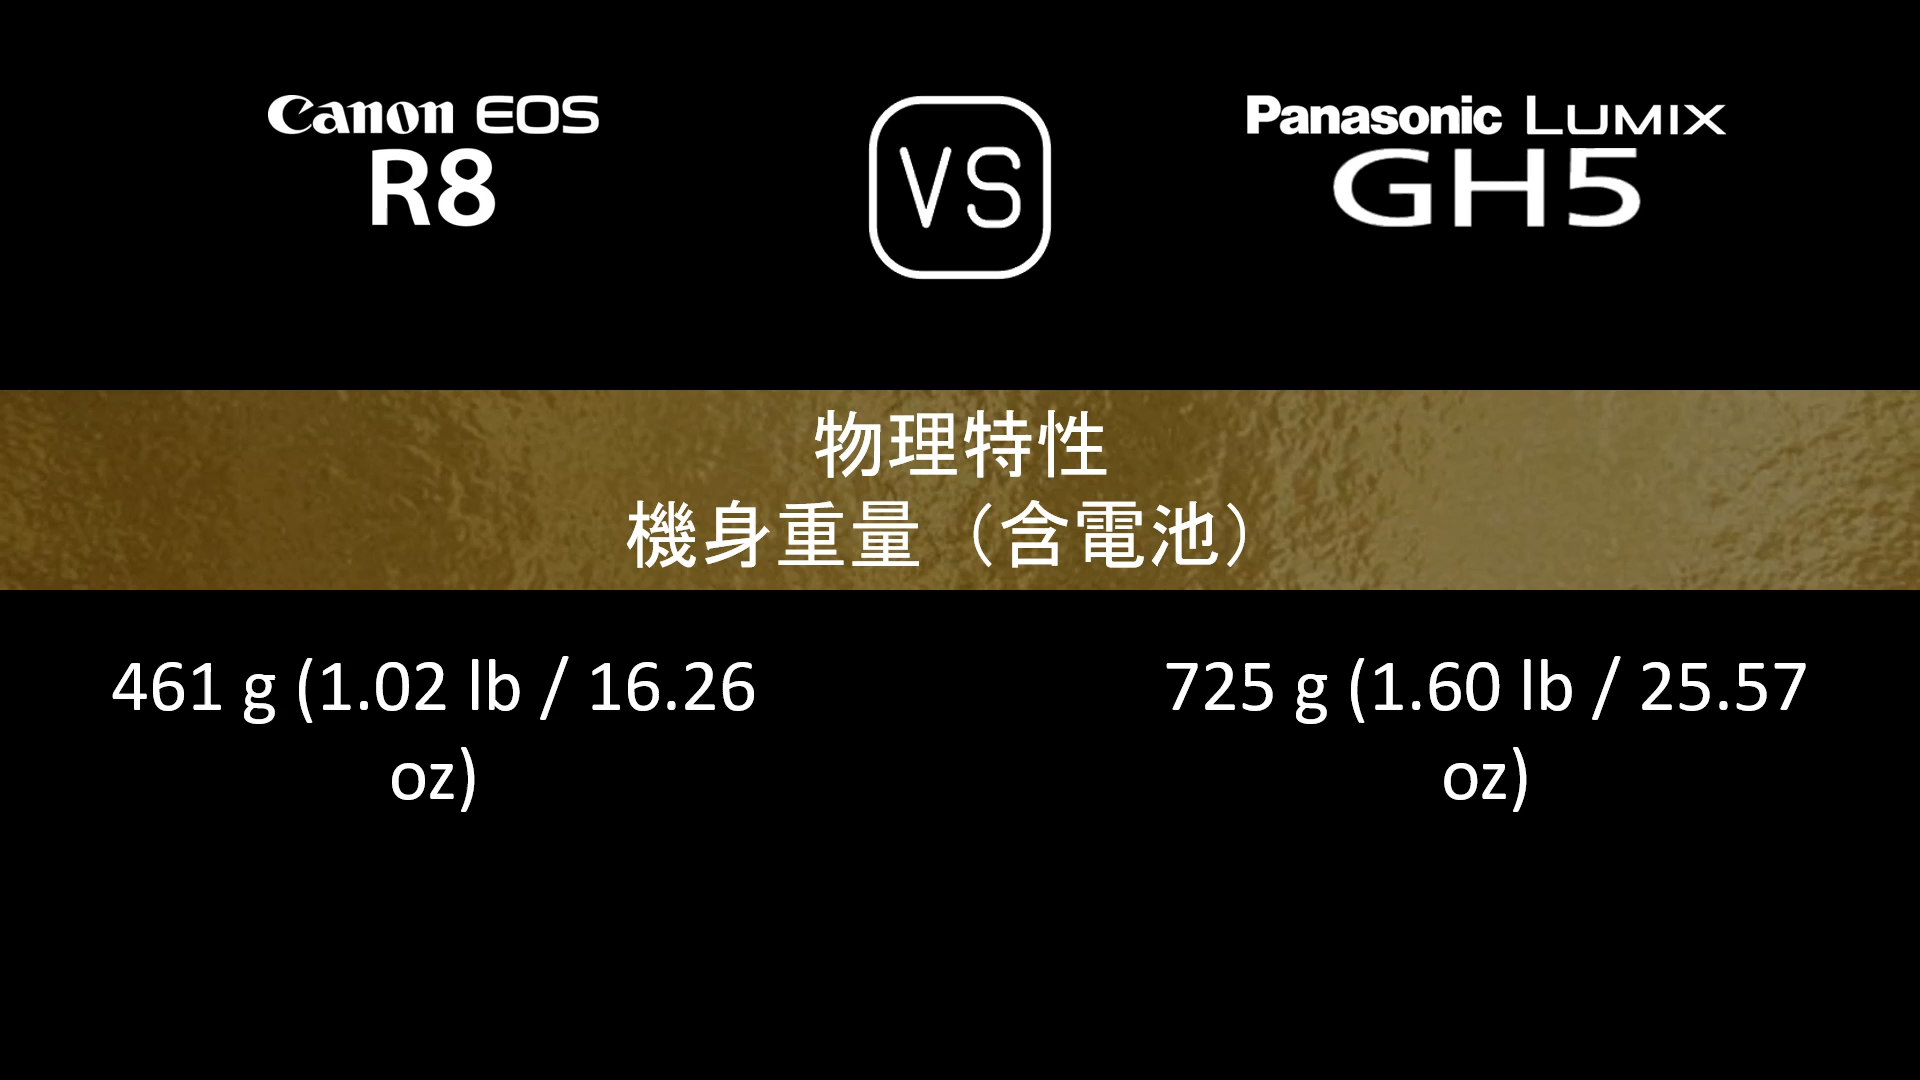 Canon EOS
R8
VS
Panasonic LUMIX
GH5
物理特性
機身重量（含電池）
461 g (1.02 lb / 16.26
oz)
725 g (1.60 lb / 25.57
oz)